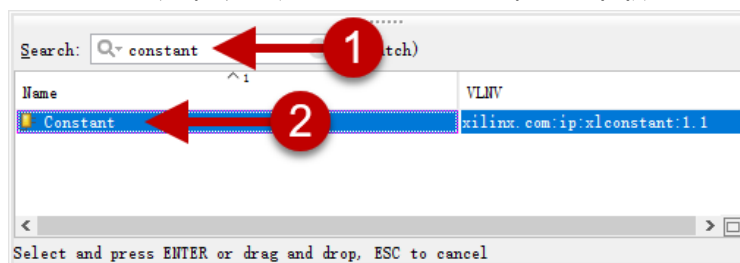 Search: constant tch)
1
Name 1 VLNV
Constant xilinx.com:ip:xlconstant:1.1
2
Select and press ENTER or drag and drop, ESC to cancel